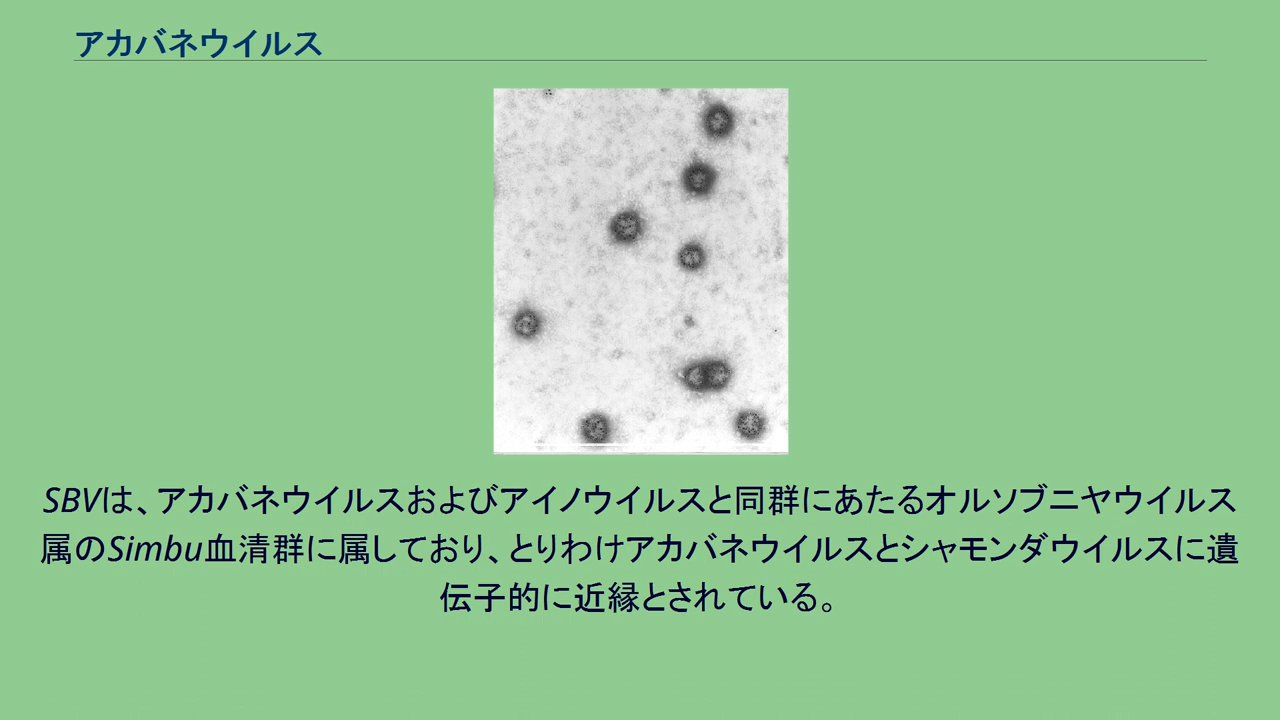 アカバネウイルス
SBVは、アカバネウイルスおよびアイノウイルスと同群にあたるオルソブニヤウイルス
属のSimbu血清群に属しており、とりわけアカバネウイルスとシャモンダウイルスに遺
伝子的に近縁とされている。